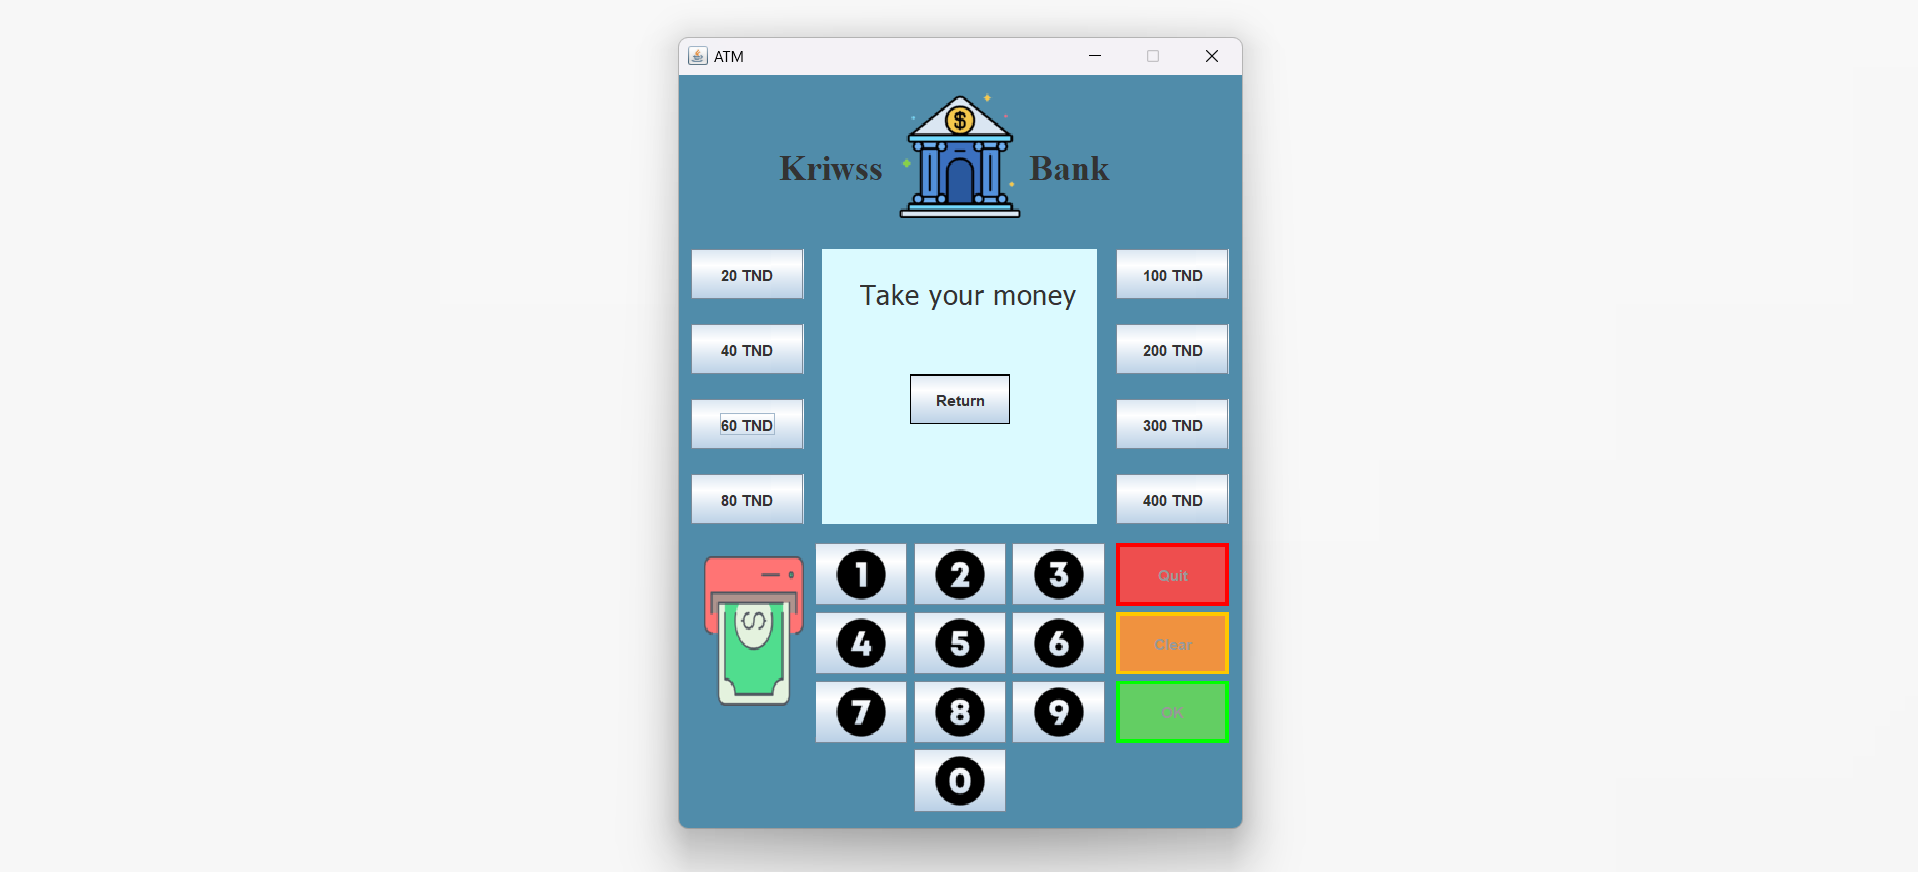 ATM
$
Kriwss Bank
20 TND
Take your money
100 TND
40 TND
200 TND
Return
60 TND
300 TND
80 TND
400 TND
1 2 3 Quit
$
4 5 6 Clear
7 8 9 OK
0